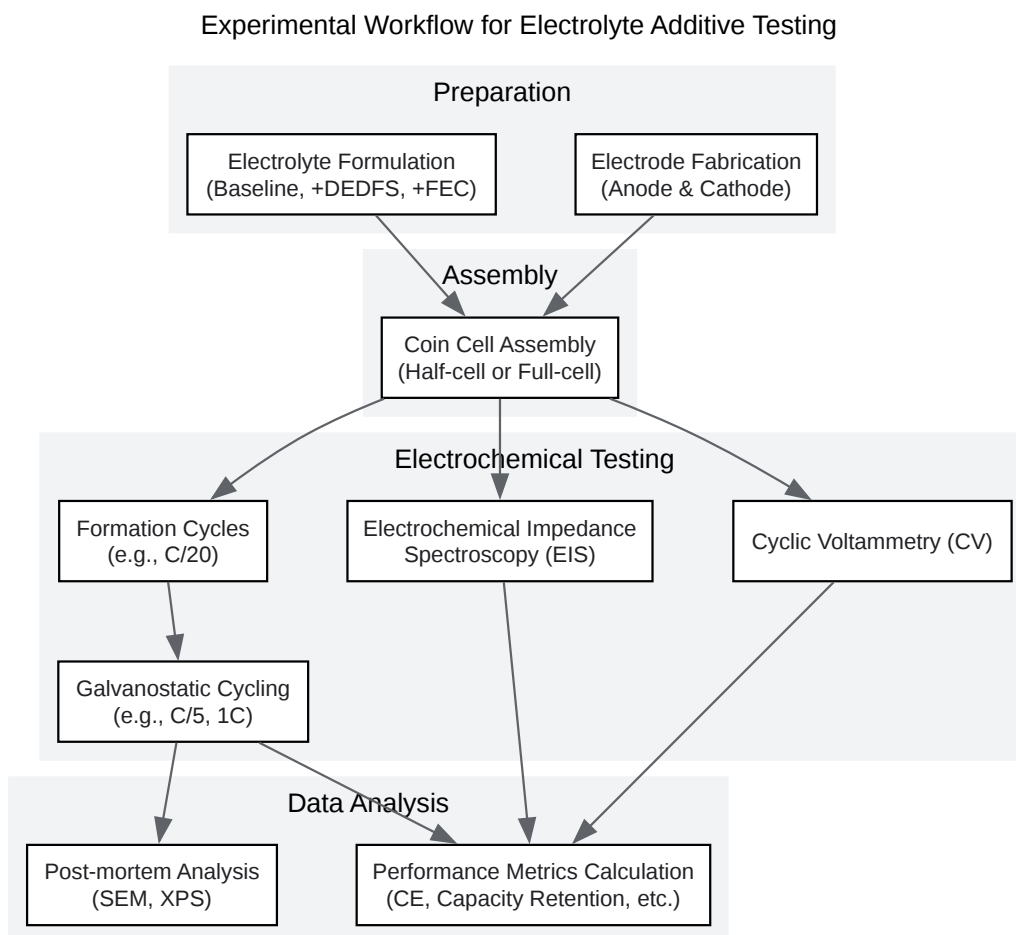 Experimental Workflow for Electrolyte Additive Testing
Preparation
Electrolyte Formulation
(Baseline, +DEDFS, +FEC)
Electrode Fabrication
(Anode & Cathode)
Assembly
Coin Cell Assembly
(Half-cell or Full-cell)
Electrochemical Testing
Formation Cycles
(e.g., C/20)
Electrochemical Impedance
Spectroscopy (EIS)
Cyclic Voltammetry (CV)
Galvanostatic Cycling
(e.g., C/5, 1C)
Data Analysis
Post-mortem Analysis
(SEM, XPS)
Performance Metrics Calculation
(CE, Capacity Retention, etc.)